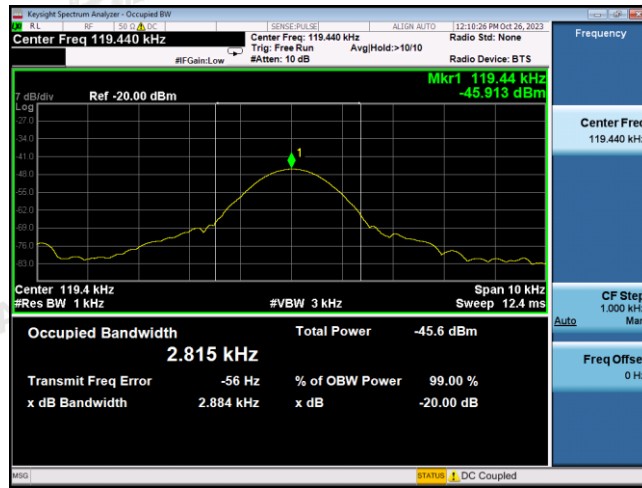 Keysight Spectrum Analyzer - Occupied BW
RL RF 50 Ω DC SENSE:PULSE ALIGN AUTO 12:10:26 PM Oct 26, 2023
Center Freq 119.440 kHz Center Freq: 119.440 kHz Radio Std: None Frequency
Trig: Free Run Avg|Hold:>10/10
#IFGain:Low #Atten: 10 dB Radio Device: BTS
Mkr1 119.44 kHz
7 dB/div Ref -20.00 dBm -45.913 dBm
Log
-27.0
Center Freq
119.440 kHz
-34.0
-41.0
1
-48.0
-55.0
-62.0
-69.0
-76.0
-83.0
Center 119.4 kHz Span 10 kHz
#Res BW 1 kHz #VBW 3 kHz Sweep 12.4 ms
CF Step
1.000 kHz
Auto Man
Occupied Bandwidth Total Power -45.6 dBm
2.815 kHz
Freq Offset
0 Hz
Transmit Freq Error -56 Hz % of OBW Power 99.00 %
x dB Bandwidth 2.884 kHz x dB -20.00 dB
MSG STATUS DC Coupled